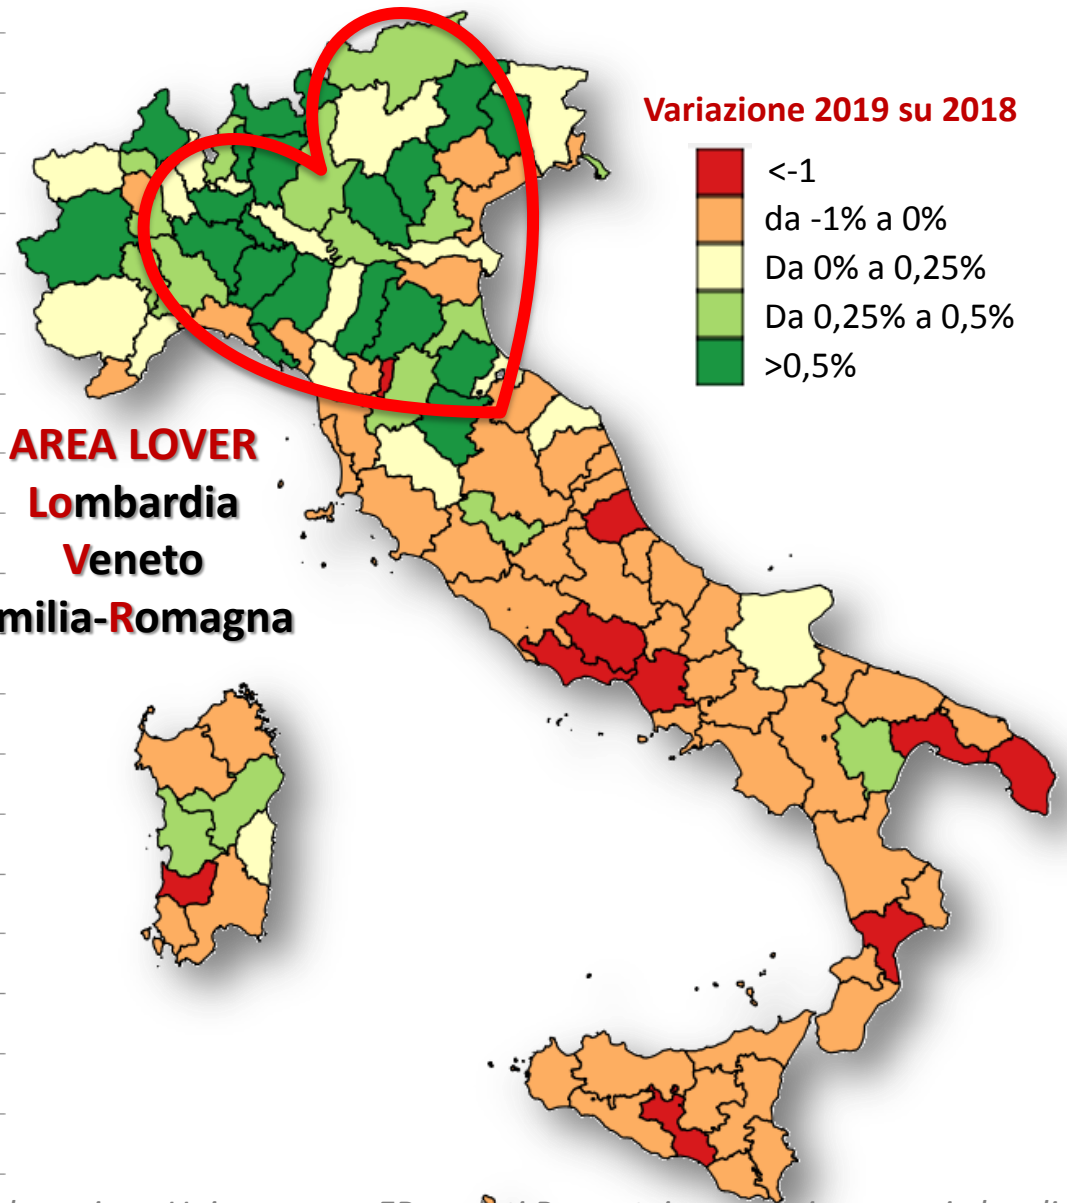 Variazione 2019 su 2018
<-1
da -1% a 0%
Da 0% a 0,25%
Da 0,25% a 0,5%
>0,5%
AREA LOVER
Lombardia
Veneto
milia-Romagna